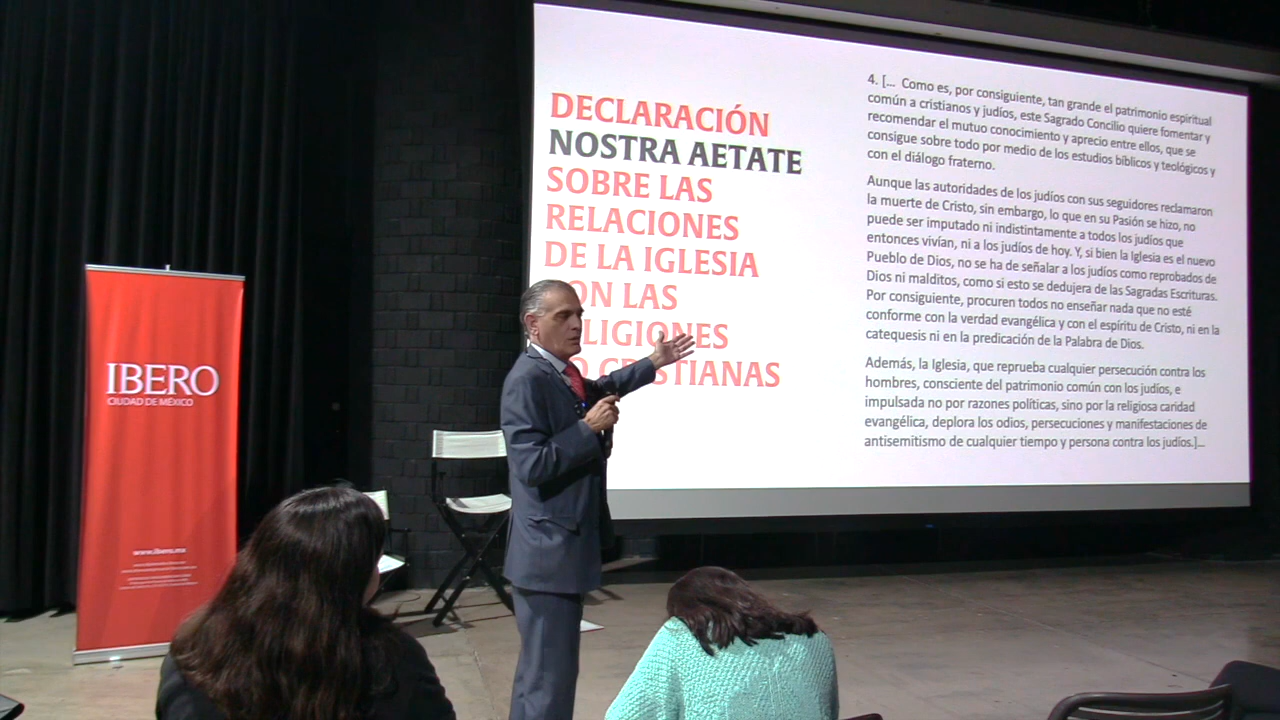 DECLARACIÓN
NOSTRA AETATE
SOBRE LAS
RELACIONES
DE LA IGLESIA
ON LAS
LIGIONES
CRISTIANAS
4. [... Como es, por consiguiente, tan grande el patrimonio espiritual
común a cristianos y judíos, este Sagrado Concilio quiere fomentar y
recomendar el mutuo conocimiento y aprecio entre ellos, que se
consigue sobre todo por medio de los estudios bíblicos y teológicos y
con el diálogo fraterno.
Aunque las autoridades de los judíos con sus seguidores reclamaron
la muerte de Cristo, sin embargo, lo que en su Pasión se hizo, no
puede ser imputado ni indistintamente a todos los judíos que
entonces vivían, ni a los judíos de hoy. Y, si bien la Iglesia es el nuevo
Pueblo de Dios, no se ha de señalar a los judíos como reprobados de
Dios ni malditos, como si esto se dedujera de las Sagradas Escrituras.
Por consiguiente, procuren todos no enseñar nada que no esté
conforme con la verdad evangélica y con el espíritu de Cristo, ni en la
catequesis ni en la predicación de la Palabra de Dios.
Además, la Iglesia, que reprueba cualquier persecución contra los
hombres, consciente del patrimonio común con los judíos, e
impulsada no por razones políticas, sino por la religiosa caridad
evangélica, deplora los odios, persecuciones y manifestaciones de
antisemitismo de cualquier tiempo y persona contra los judíos.]...
IBERO
CIUDAD DE MÉXICO
www.ibero.mx